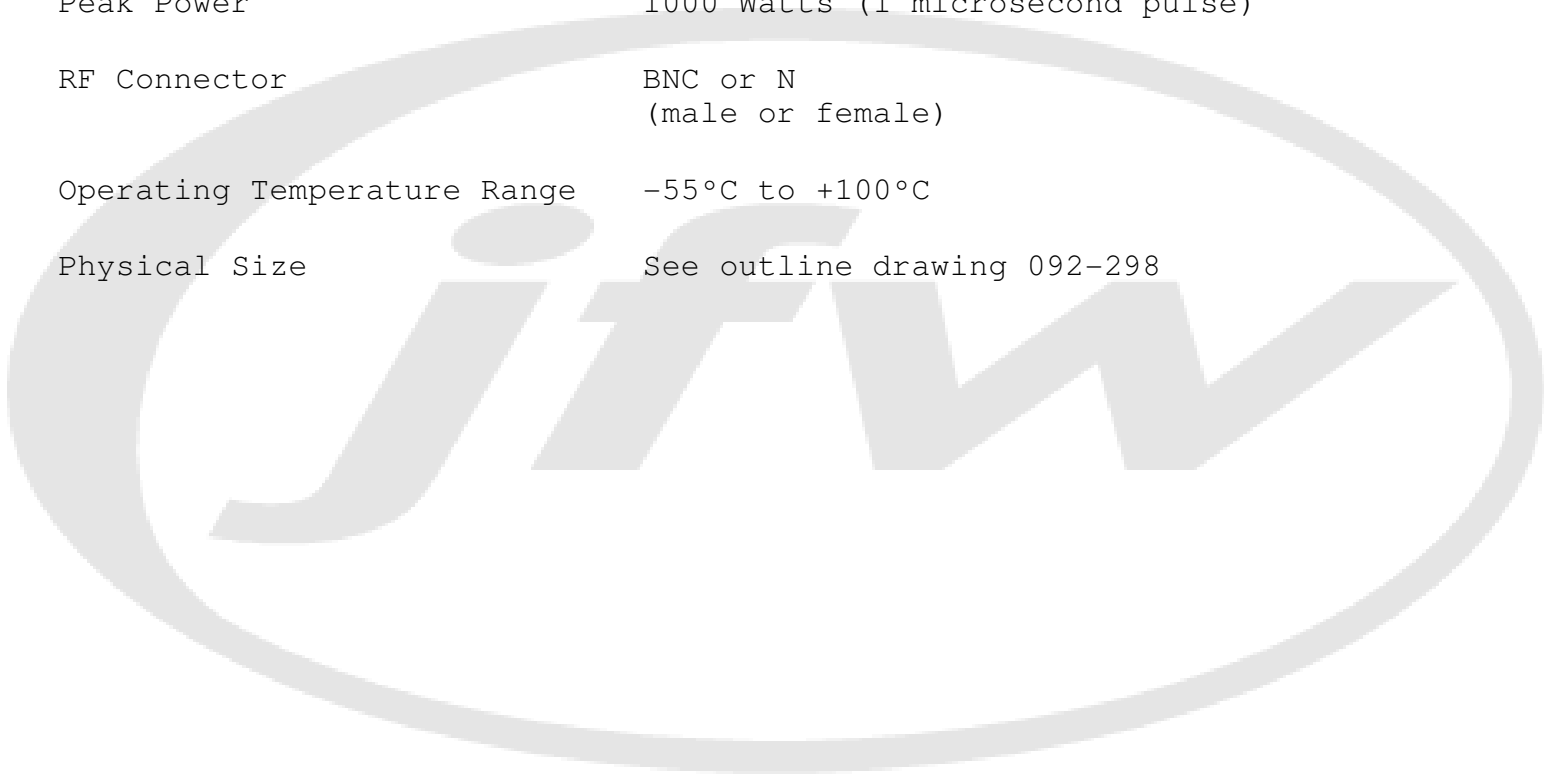 Peak Power 1000 Watts (1 microsecond pulse)
RF Connector BNC or N
(male or female)
Operating Temperature Range -55°C to +100°C
Physical Size See outline drawing 092-298
jfw